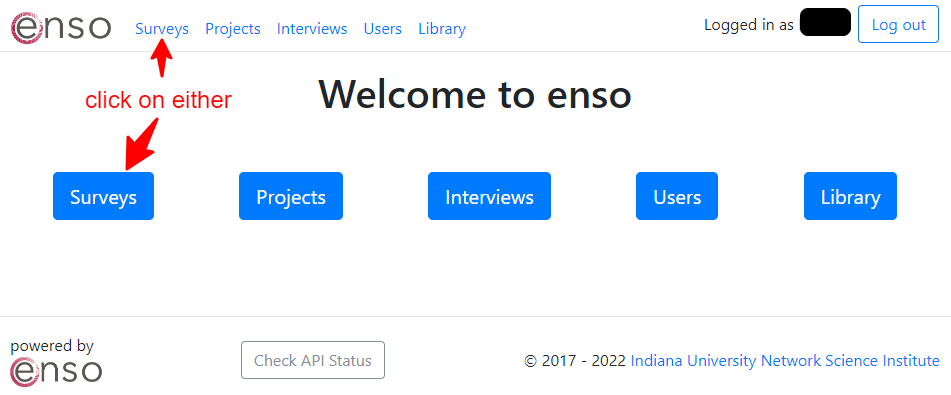 enso Surveys Projects Interviews Users Library Logged in as Log out
click on either
Welcome to enso
Surveys Projects Interviews Users Library
powered by
enso
Check API Status
© 2017 - 2022 Indiana University Network Science Institute